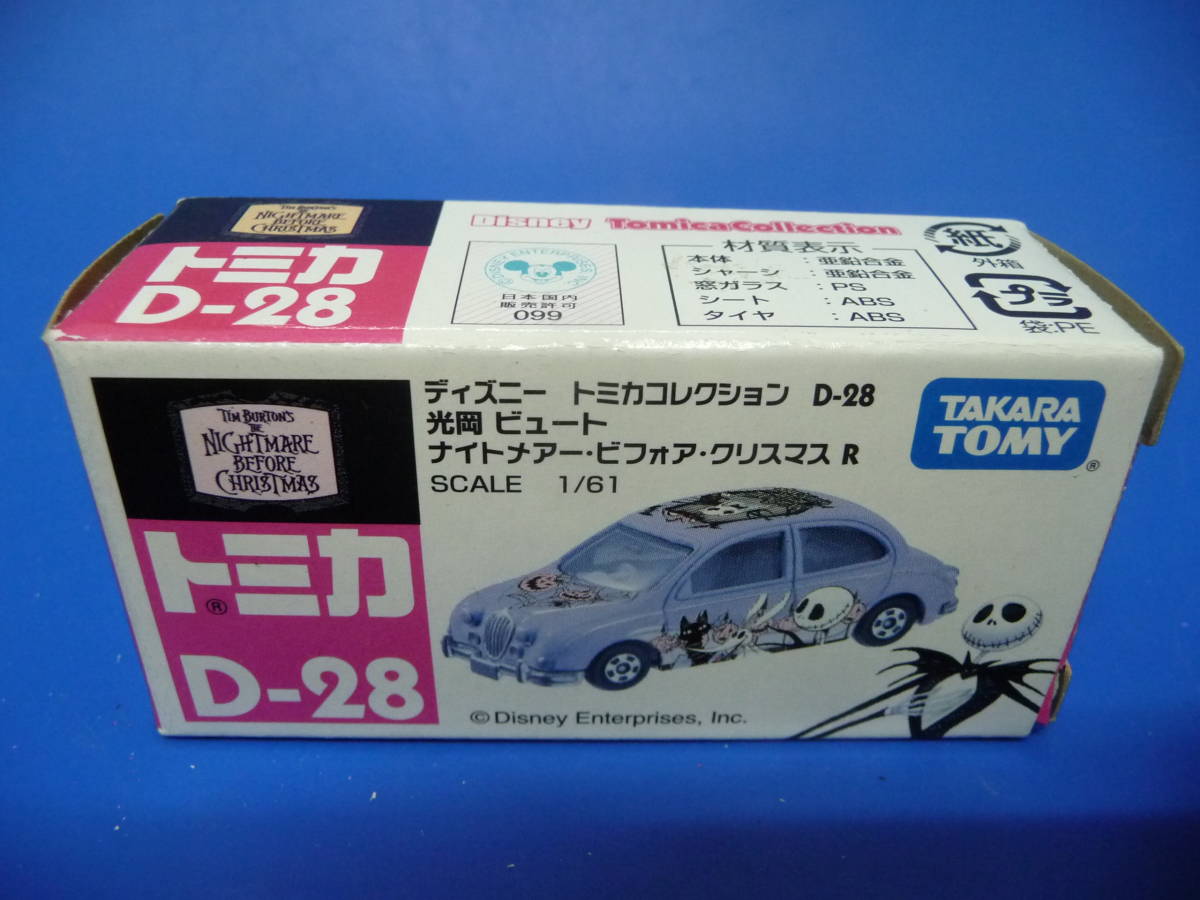 TIM BURTON'S
THE
NIGHTMARE
BEFORE
CHRISTMAS
トミカ
D-28
Disney Tomica Collection
©DISNEY ENTERPRISES, INC.
日本国内
販売許可
099
材質表示
本体 : 亜鉛合金
シャーシ : 亜鉛合金
窓ガラス : PS
シート : ABS
タイヤ : ABS
紙
外箱
プラ
袋:PE
TIM BURTON'S
THE
NIGHTMARE
BEFORE
CHRISTMAS
トミカ®
D-28
ディズニー トミカコレクション D-28
光岡 ビュート
ナイトメアー・ビフォア・クリスマス R
SCALE 1/61
©Disney Enterprises, Inc.
TAKARA
TOMY®